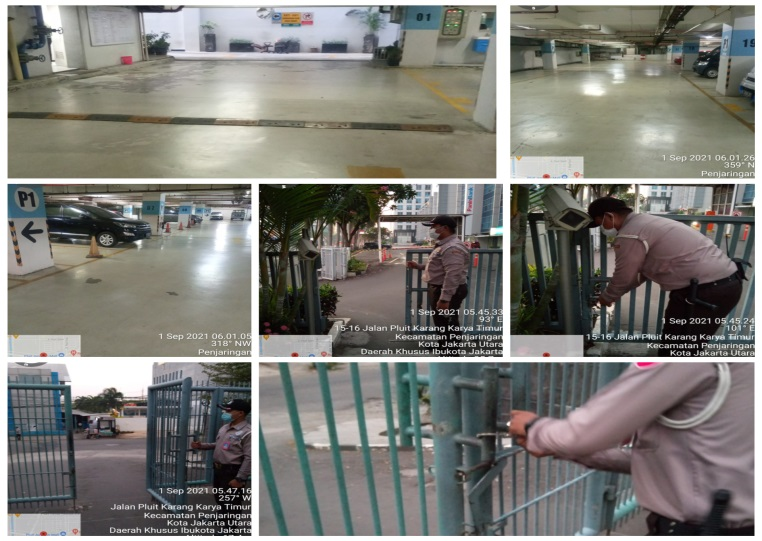 01
19
1 Sep 2021 06.01.26
359° N
Penjaringan
P1
1 Sep 2021 06.01.05
318° NW
Penjaringan
1 Sep 2021 05.45.33
93° E
15-16 Jalan Pluit Karang Karya Timur
Kecamatan Penjaringan
Kota Jakarta Utara
Daerah Khusus Ibukota Jakarta
1 Sep 2021 05.45.24
101° E
15-16 Jalan Pluit Karang Karya Timur
Kecamatan Penjaringan
Kota Jakarta Utara
1 Sep 2021 05.47.16
257° W
Jalan Pluit Karang Karya Timur
Kecamatan Penjaringan
Kota Jakarta Utara
Daerah Khusus Ibukota Jakarta